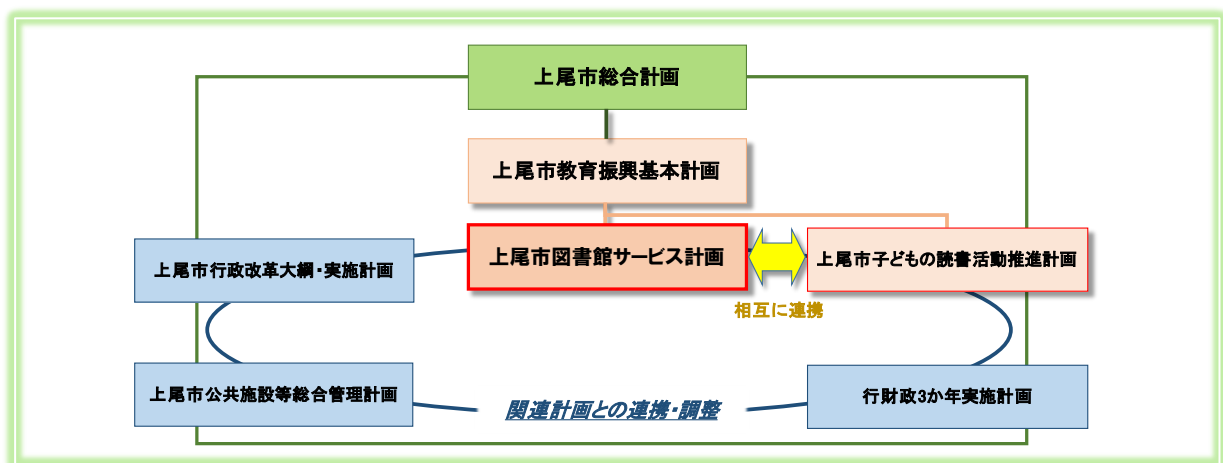 上尾市総合計画
上尾市教育振興基本計画
上尾市図書館サービス計画
上尾市行政改革大綱・実施計画
上尾市子どもの読書活動推進計画
相互に連携
上尾市公共施設等総合管理計画
行財政3か年実施計画
関連計画との連携・調整